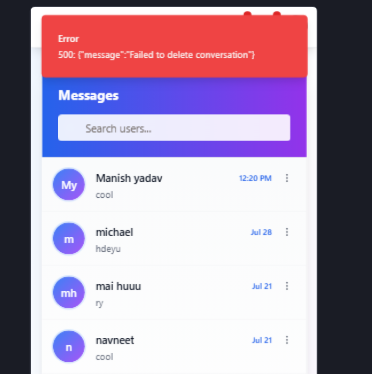 Error
500: {"message":"Failed to delete conversation"}
Messages
Search users...
My
Manish yadav
12:20 PM
cool
m
michael
Jul 28
hdeyu
mh
mai huuu
Jul 21
ry
n
navneet
Jul 21
cool